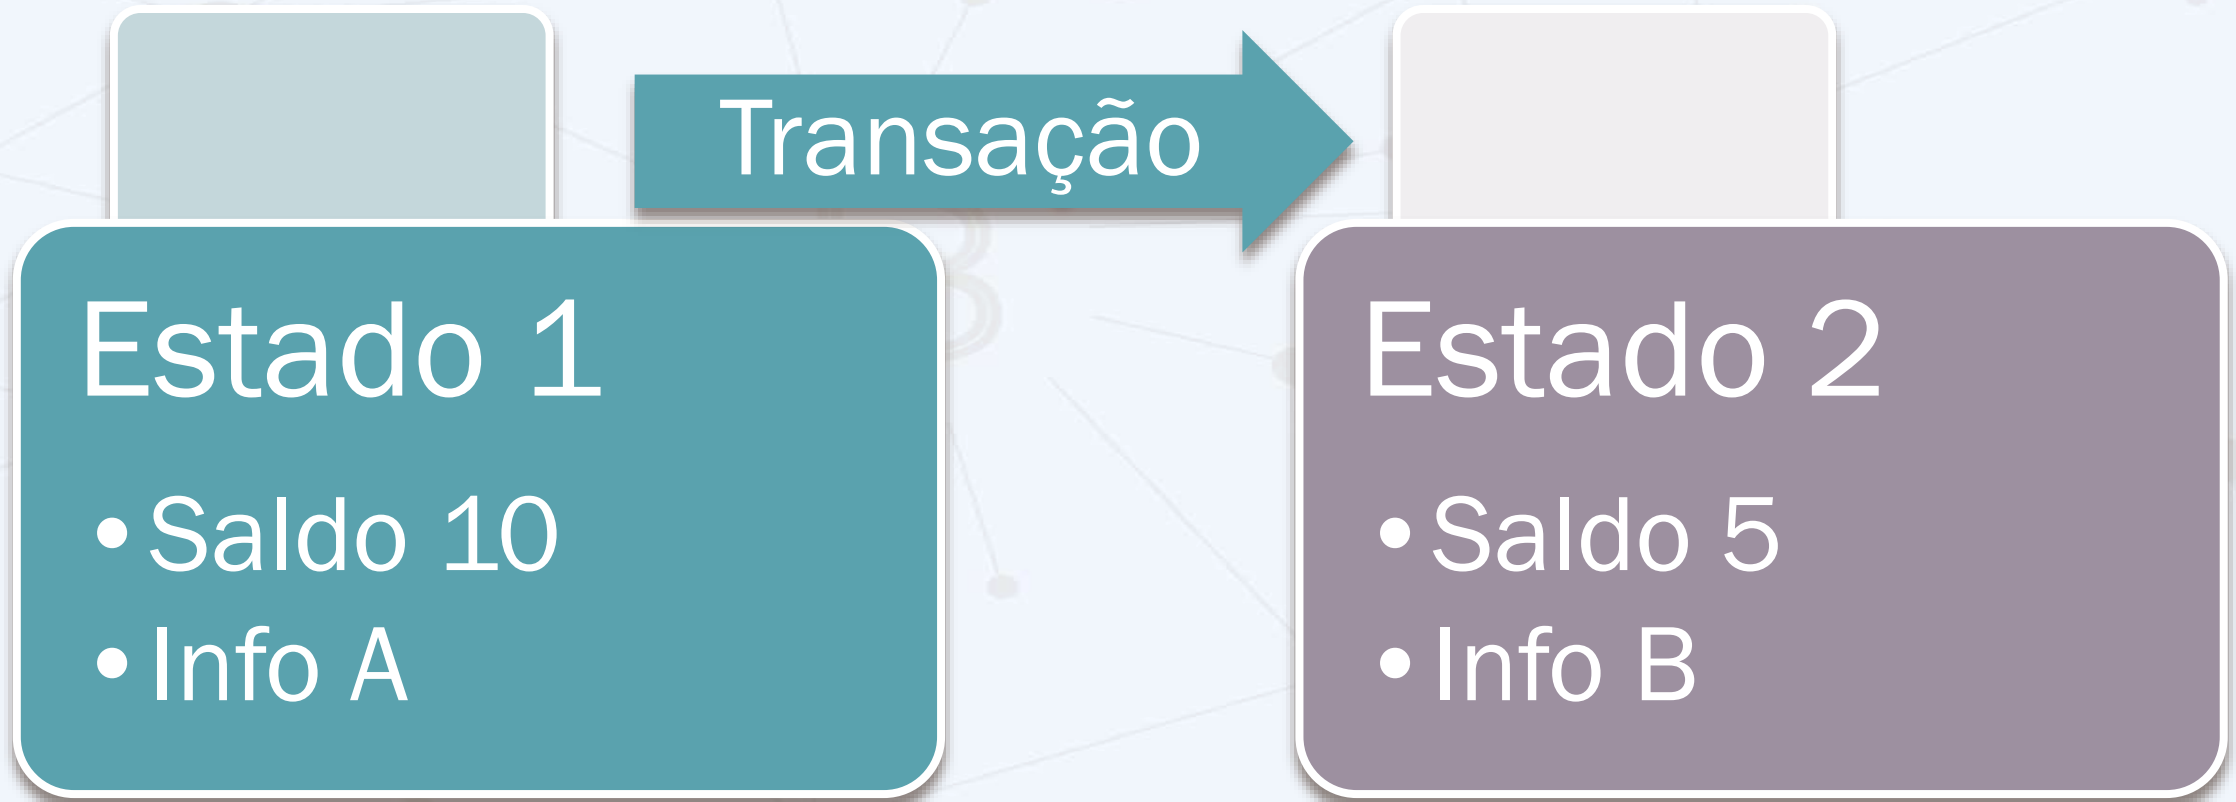 Transação
Estado 1
•Saldo 10
•Info A
Estado 2
•Saldo 5
•Info B